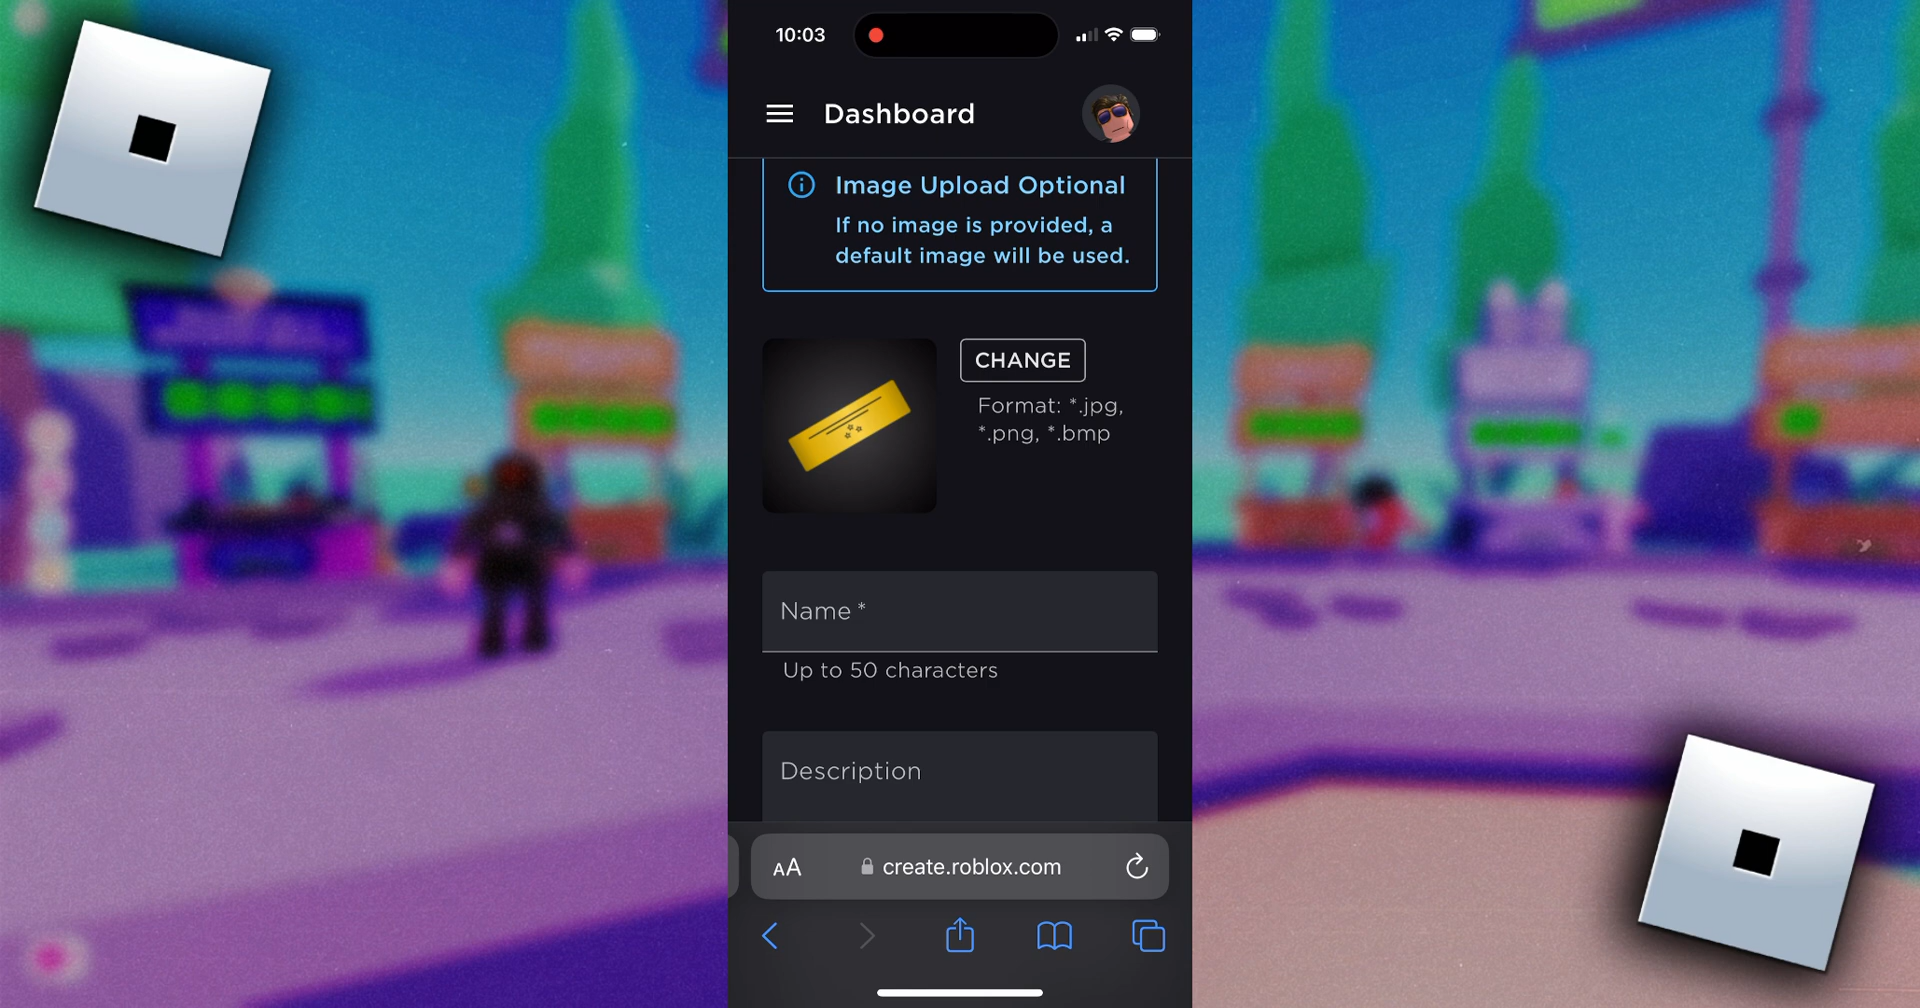 10:03
Dashboard
Image Upload Optional
If no image is provided, a
default image will be used.
CHANGE
Format: *.jpg,
*.png, *.bmp
Name *
Up to 50 characters
Description
AA
create.roblox.com